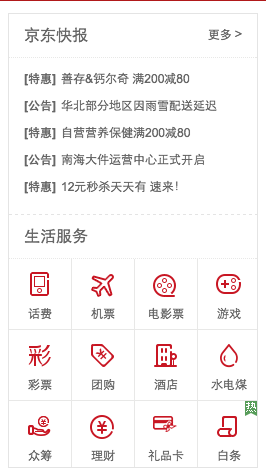 京东快报 更多 >
[特惠] 善存&钙尔奇 满200减80
[公告] 华北部分地区因雨雪配送延迟
[特惠] 自营营养保健满200减80
[公告] 南海大件运营中心正式开启
[特惠] 12元秒杀天天有 速来！
生活服务
话费 机票 电影票 游戏
彩
彩票 团购 酒店 水电煤
热
众筹 理财 礼品卡 白条